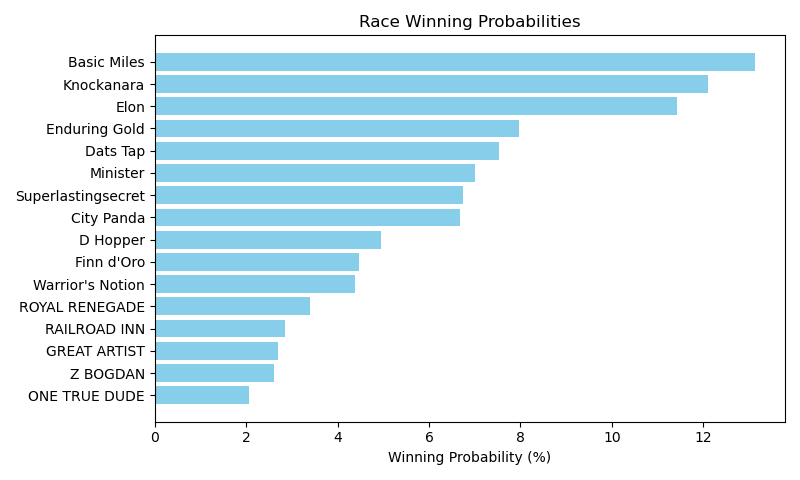 Race Winning Probabilities
Basic Miles
Knockanara
Elon
Enduring Gold
Dats Tap
Minister
Superlastingsecret
City Panda
D Hopper
Finn d'Oro
Warrior's Notion
ROYAL RENEGADE
RAILROAD INN
GREAT ARTIST
Z BOGDAN
ONE TRUE DUDE
0 2 4 6 8 10 12
Winning Probability (%)